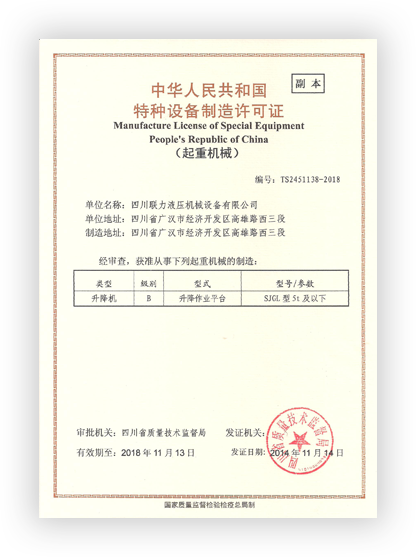 副 本
中华人民共和国
特种设备制造许可证
Manufacture License of Special Equipment
People's Republic of China
（起重机械）
编号：TS2451138-2018
单位名称：四川联力液压机械设备有限公司
单位地址：四川省广汉市经济开发区高雄路西三段
制造地址：四川省广汉市经济开发区高雄路西三段
经审查，获准从事下列起重机械的制造：
类型 级别 型式 型号/参数
升降机 B 升降作业平台 SJGL 型 5t 及以下
审批机关：四川省质量技术监督局 发证机关：
四川省质量技术监督局
有效期至：2018 年 11 月 13 日 发证日期：2014 年 11 月 14 日
国家质量监督检验检疫总局制